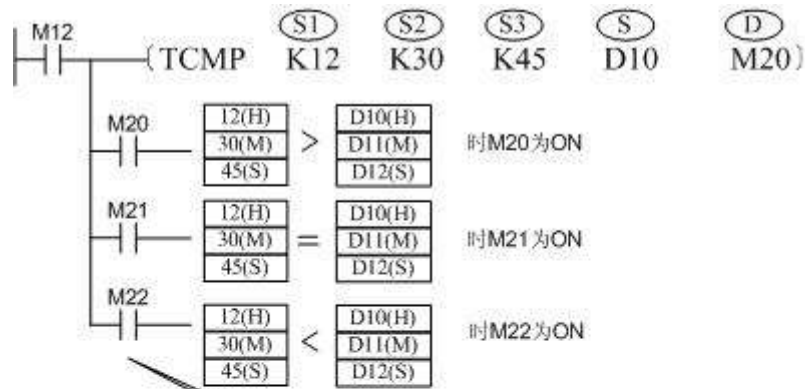 M12 S1 S2 S3 S D
(TCMP K12 K30 K45 D10 M20)
M20 12(H) D10(H)
30(M) > D11(M) 时M20为ON
45(S) D12(S)
M21 12(H) D10(H)
30(M) = D11(M) 时M21为ON
45(S) D12(S)
M22 12(H) D10(H)
30(M) < D11(M) 时M22为ON
45(S) D12(S)